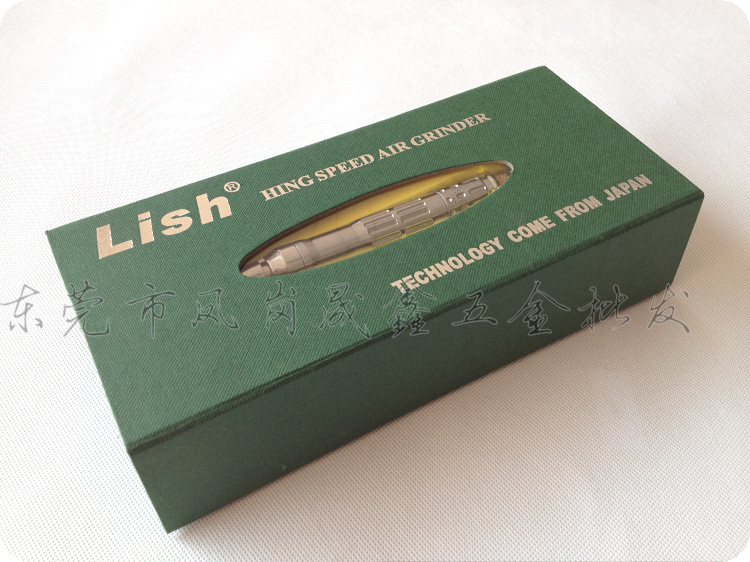 Lish®
HING SPEED AIR GRINDER
TECHNOLOGY COME FROM JAPAN
东莞市凤岗晟鑫五金批发